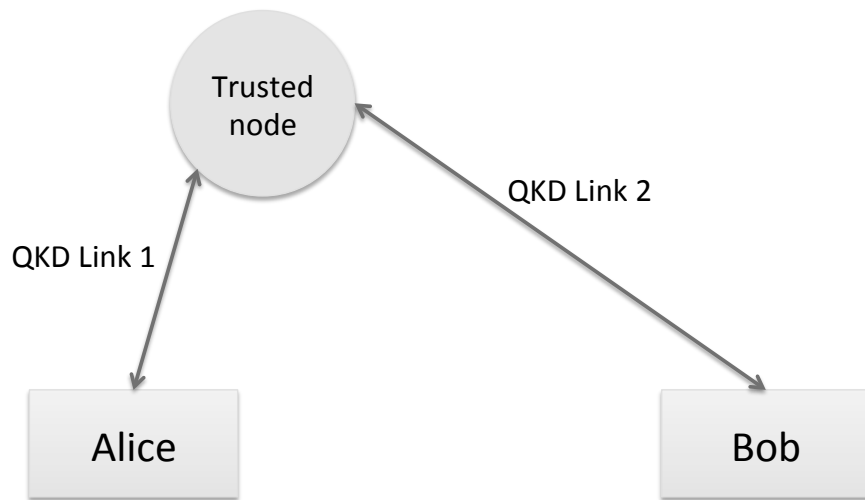 Trusted
node
QKD Link 2
QKD Link 1
Alice
Bob